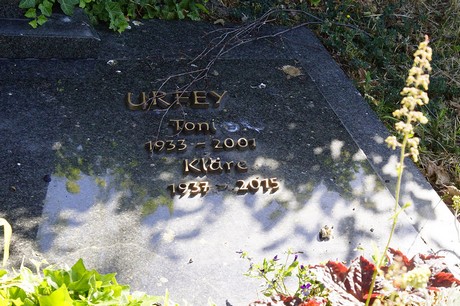 URFEY
Toni
1933 – 2001
Kläre
1937 – 2015